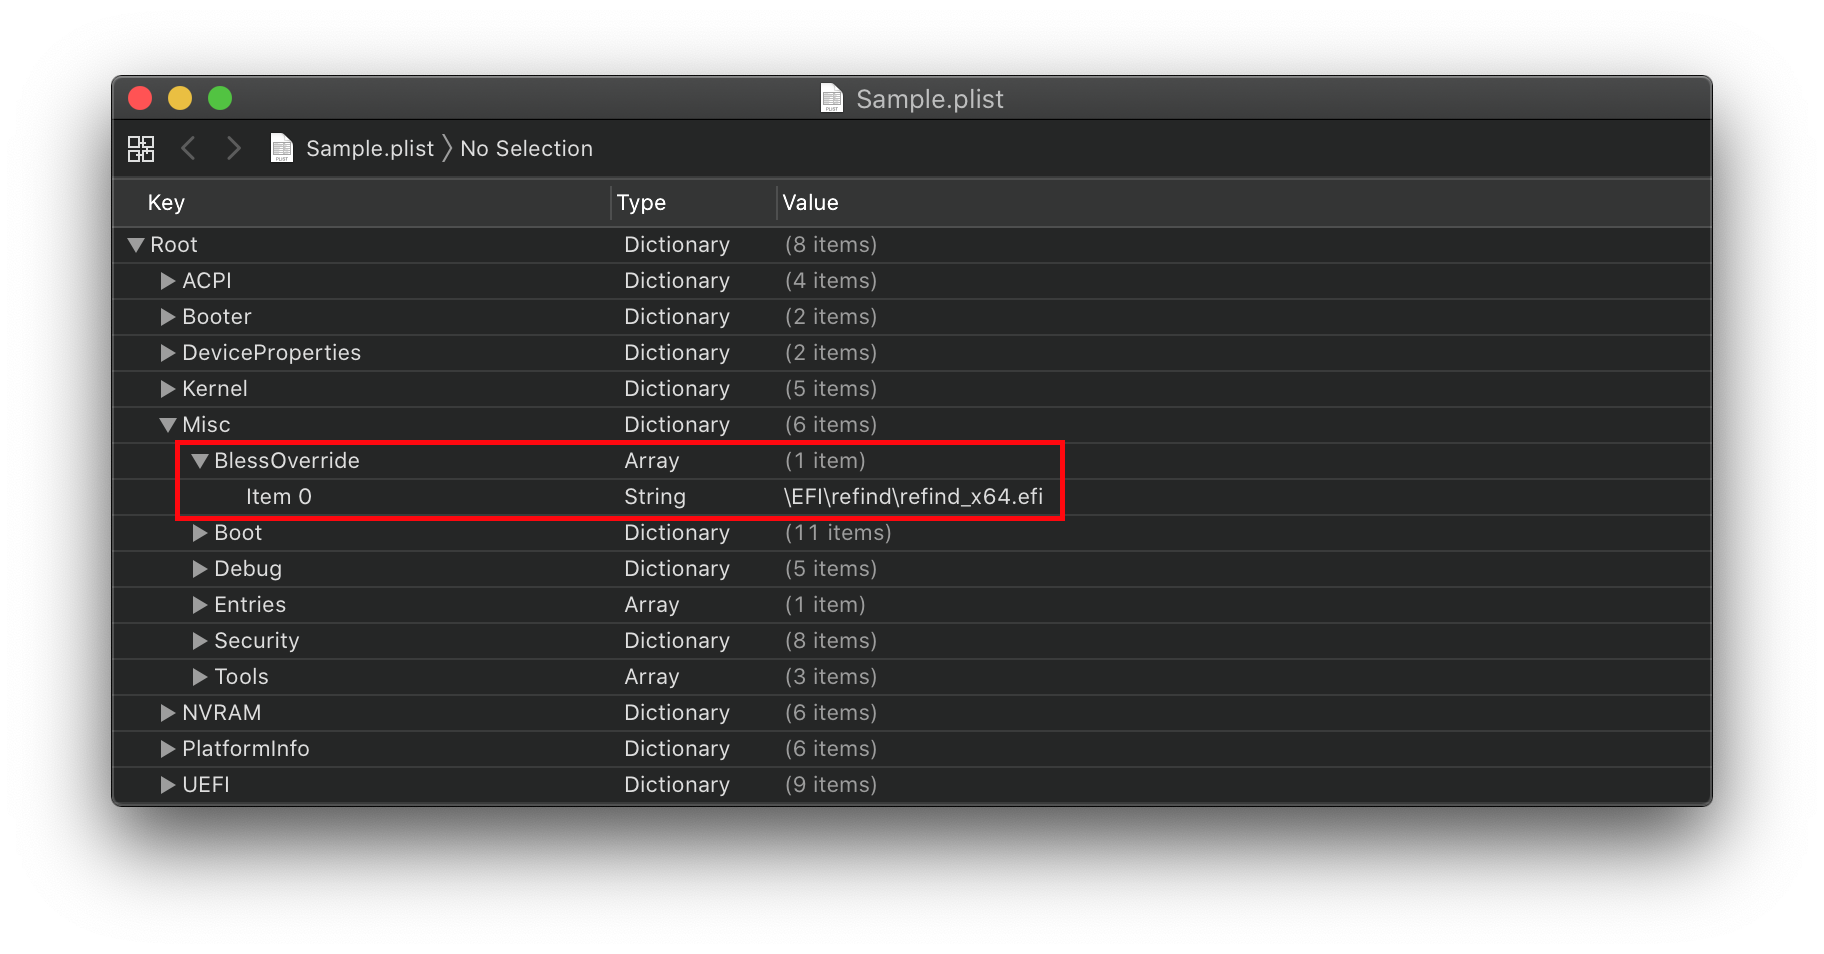 Sample.plist
Sample.plist No Selection
Key Type Value
Root Dictionary (8 items)
ACPI Dictionary (4 items)
Booter Dictionary (2 items)
DeviceProperties Dictionary (2 items)
Kernel Dictionary (5 items)
Misc Dictionary (6 items)
BlessOverride Array (1 item)
Item 0 String \EFI\refind\refind_x64.efi
Boot Dictionary (11 items)
Debug Dictionary (5 items)
Entries Array (1 item)
Security Dictionary (8 items)
Tools Array (3 items)
NVRAM Dictionary (6 items)
PlatformInfo Dictionary (6 items)
UEFI Dictionary (9 items)